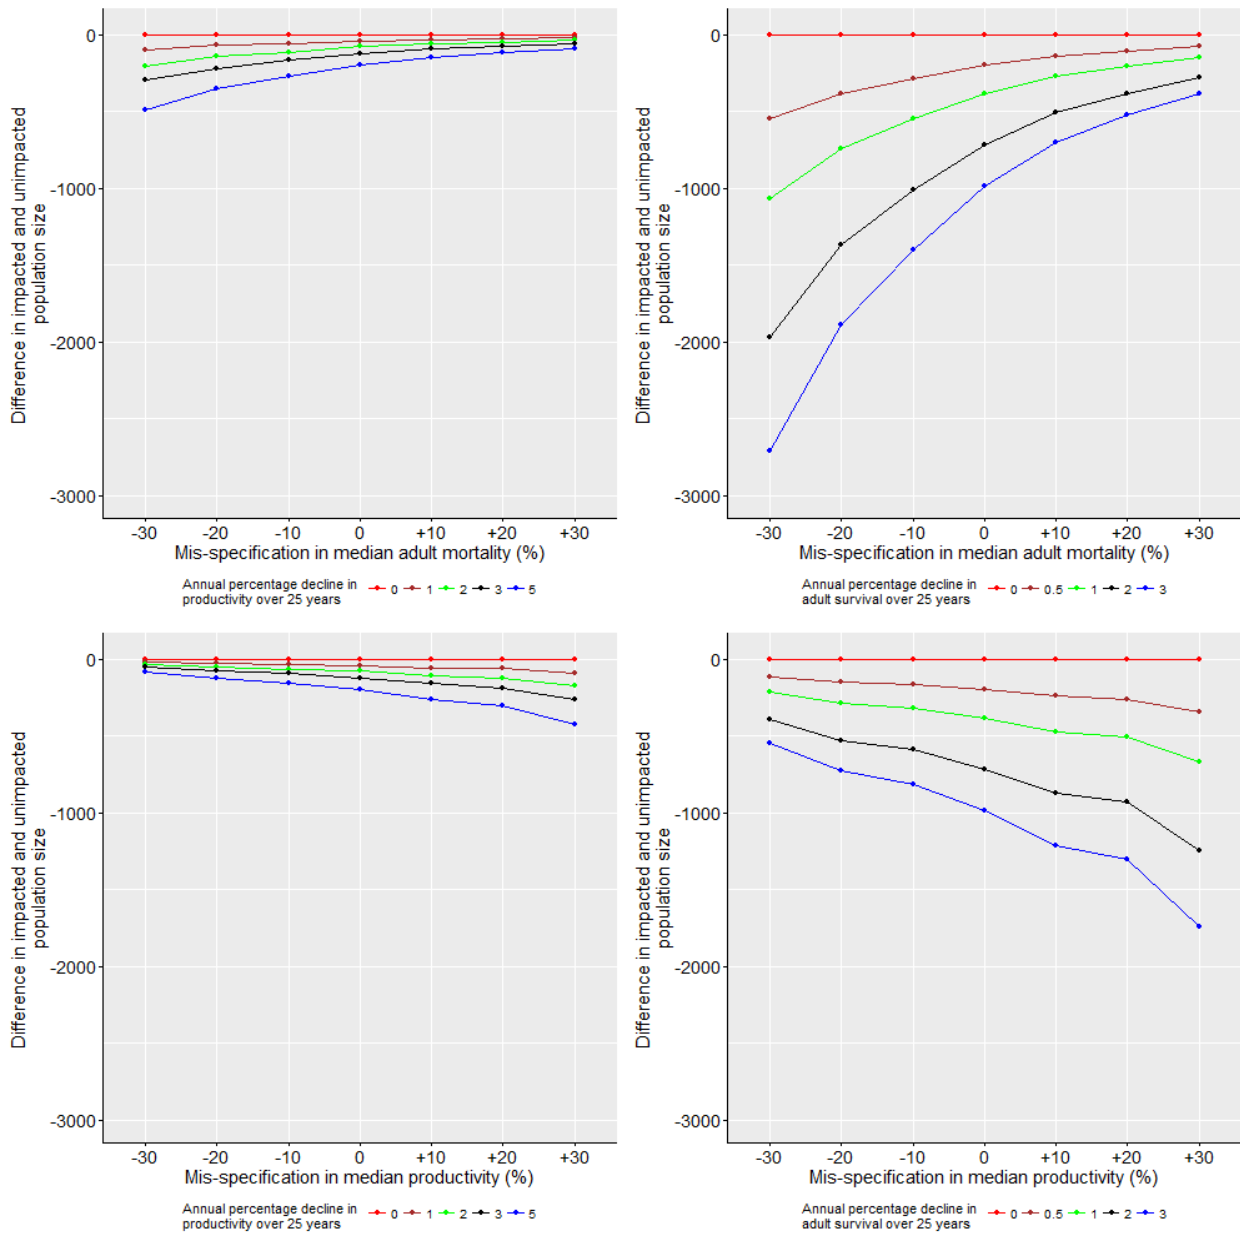 Difference in impacted and unimpacted
population size
0
-1000
-2000
-3000
-30 -20 -10 0 +10 +20 +30
Mis-specification in median adult mortality (%)
Annual percentage decline in
productivity over 25 years
0 1 2 3 5
Difference in impacted and unimpacted
population size
0
-1000
-2000
-3000
-30 -20 -10 0 +10 +20 +30
Mis-specification in median adult mortality (%)
Annual percentage decline in
adult survival over 25 years
0 0.5 1 2 3
Difference in impacted and unimpacted
population size
0
-1000
-2000
-3000
-30 -20 -10 0 +10 +20 +30
Mis-specification in median productivity (%)
Annual percentage decline in
productivity over 25 years
0 1 2 3 5
Difference in impacted and unimpacted
population size
0
-1000
-2000
-3000
-30 -20 -10 0 +10 +20 +30
Mis-specification in median productivity (%)
Annual percentage decline in
adult survival over 25 years
0 0.5 1 2 3